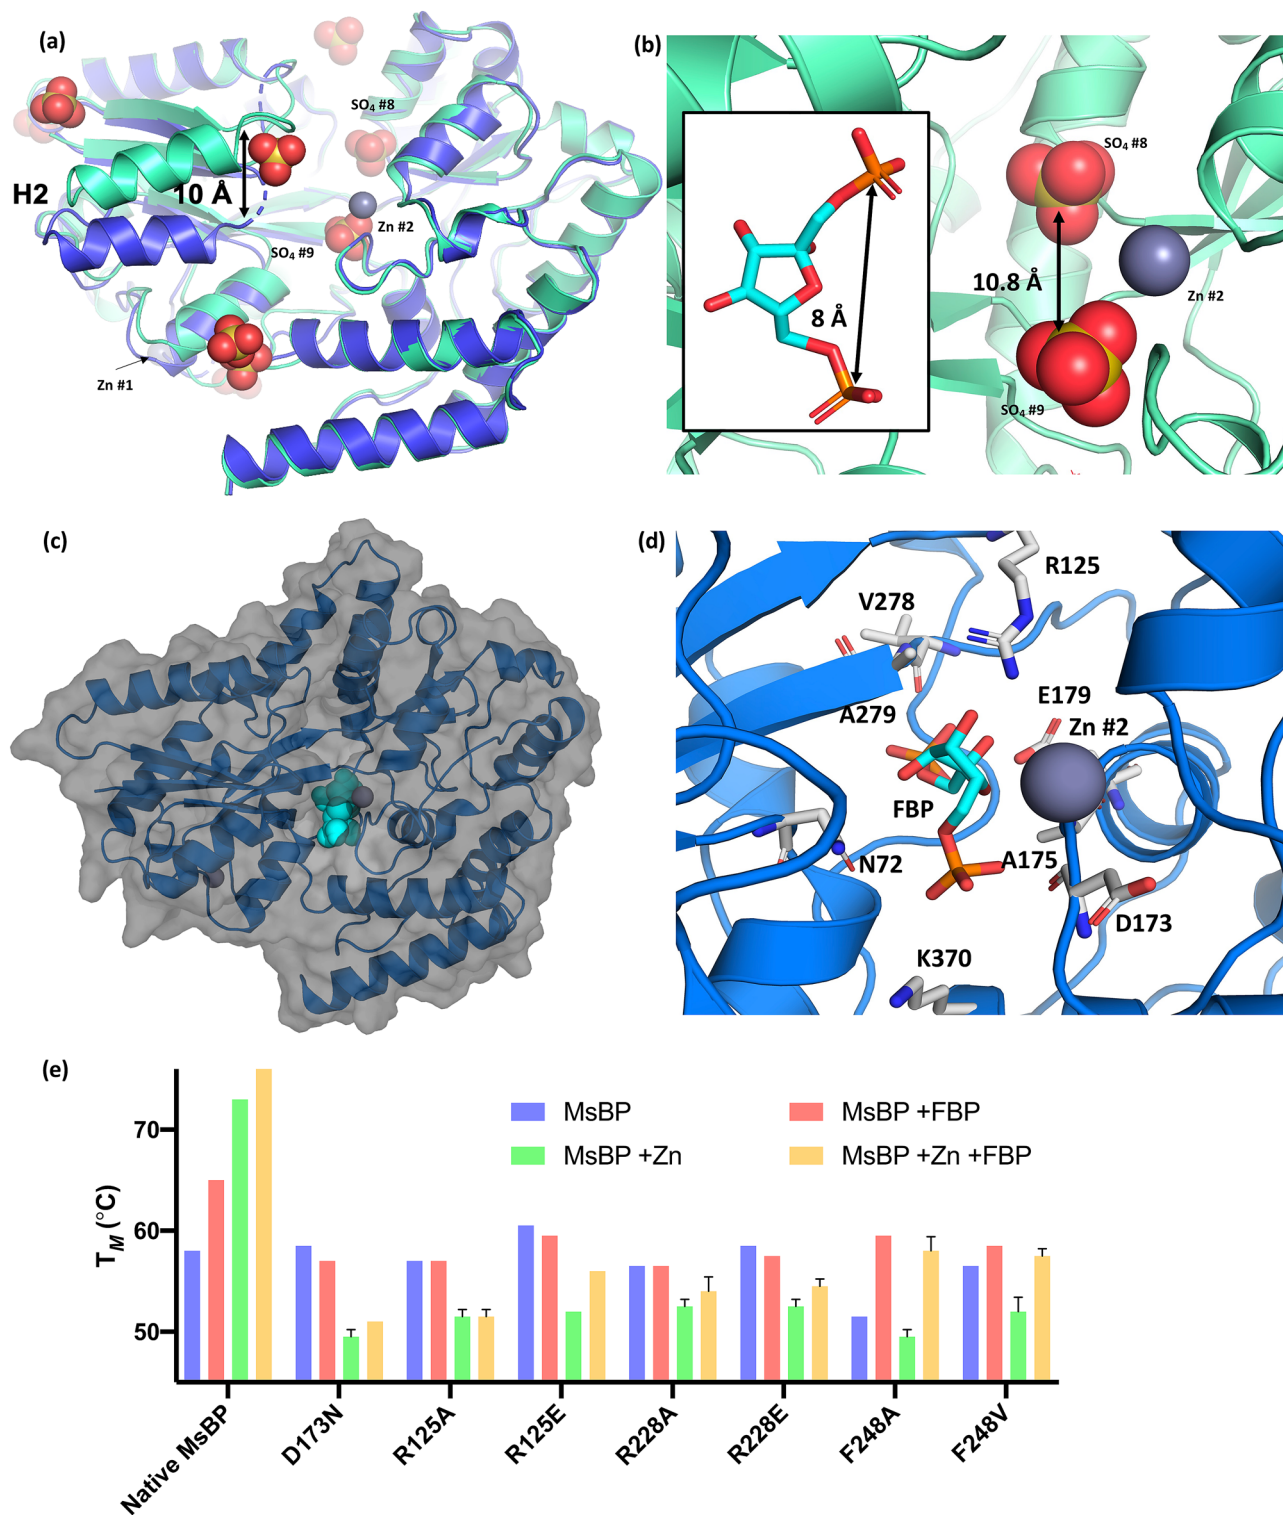 (a)
SO₄ #8
10 Å
H2
Zn #2
SO₄ #9
Zn #1
(b)
SO₄ #8
10.8 Å
Zn #2
8 Å
SO₄ #9
(c)
(d)
R125
V278
E179
A279
Zn #2
FBP
N72
A175
D173
K370
(e)
MsBP
MsBP +FBP
MsBP +Zn
MsBP +Zn +FBP
T_M (°C)
70
60
50
Native MsBP
D173N
R125A
R125E
R228A
R228E
F248A
F248V